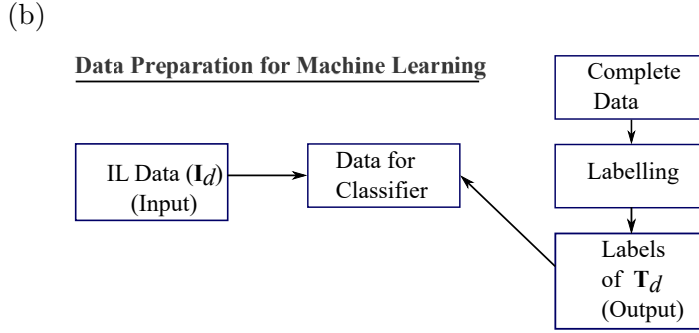 (b)
Data Preparation for Machine Learning
Complete
Data
IL Data (I_d)
(Input)
Data for
Classifier
Labelling
Labels
of T_d
(Output)